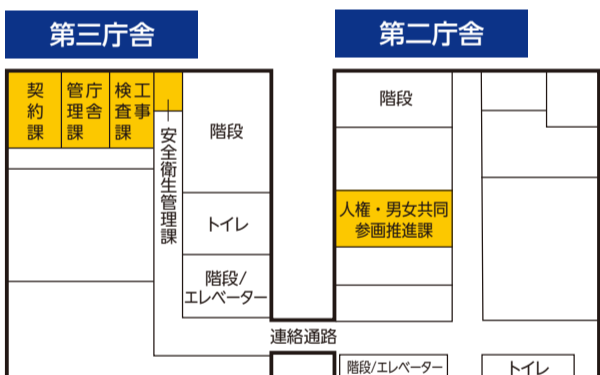 第三庁舎
第二庁舎
契約課
庁舎
管理課
工事
検査課
安全衛生管理課
階段
トイレ
階段/
エレベーター
階段
人権・男女共同
参画推進課
連絡通路
階段/エレベーター
トイレ